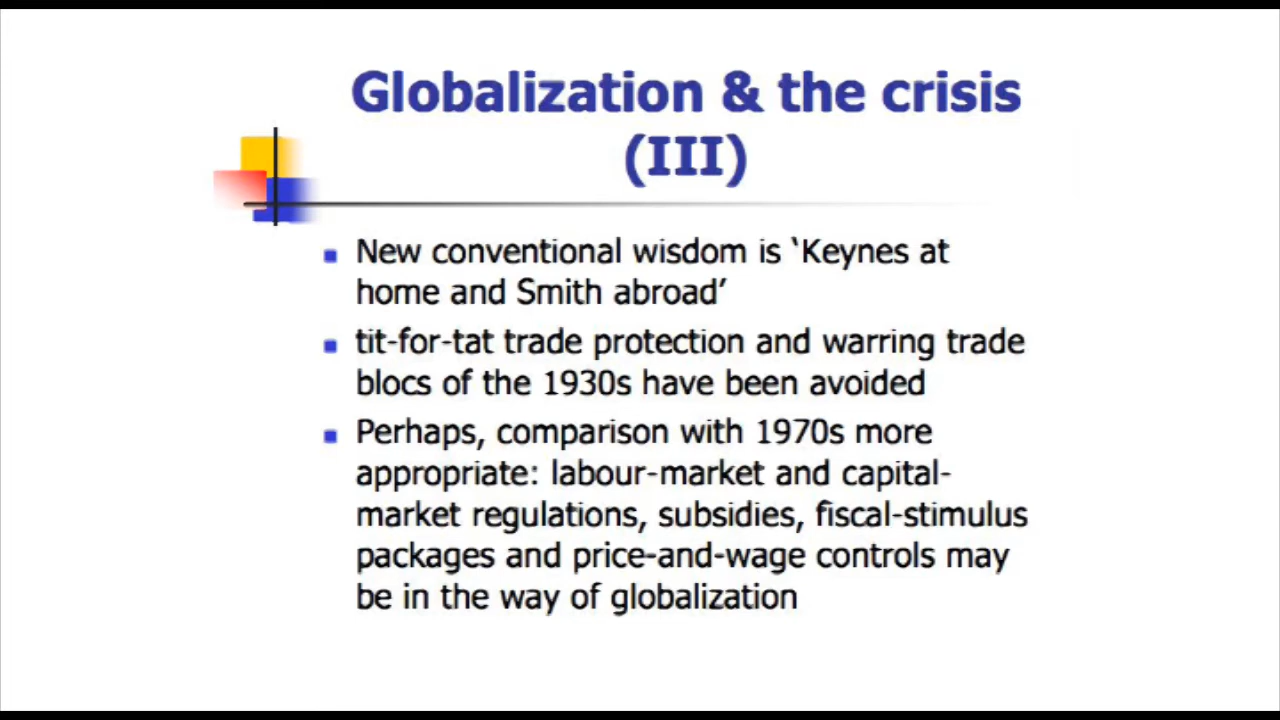 Globalization & the crisis
(III)
New conventional wisdom is ‘Keynes at
home and Smith abroad’
tit-for-tat trade protection and warring trade
blocs of the 1930s have been avoided
Perhaps, comparison with 1970s more
appropriate: labour-market and capital-
market regulations, subsidies, fiscal-stimulus
packages and price-and-wage controls may
be in the way of globalization